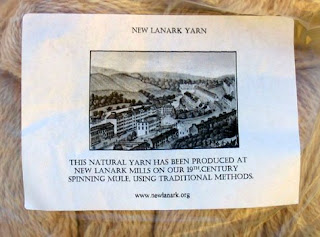 NEW LANARK YARN
THIS NATURAL YARN HAS BEEN PRODUCED AT
NEW LANARK MILLS ON OUR 19TH.CENTURY
SPINNING MULE, USING TRADITIONAL METHODS.
www.newlanark.org